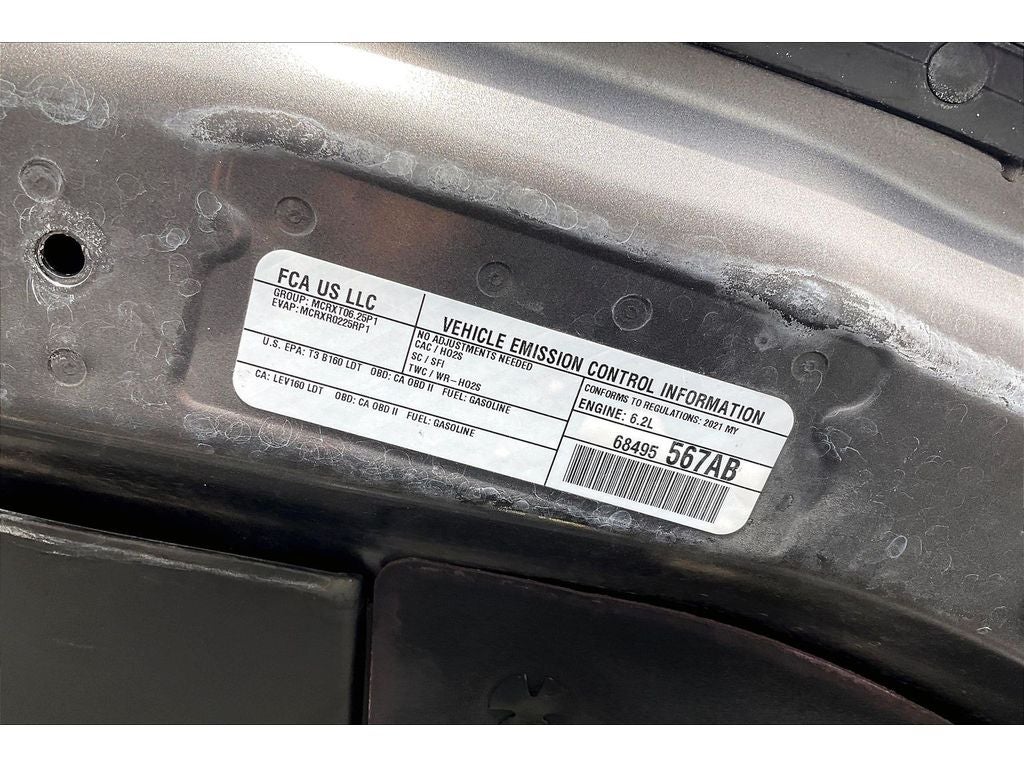 FCA US LLC
GROUP: MCRXT06.25P1
EVAP: MCRXR0225RP1
VEHICLE EMISSION CONTROL INFORMATION
NO ADJUSTMENTS NEEDED
CAC / HO2S
SC / SFI
TWC / WR-HO2S
CONFORMS TO REGULATIONS: 2021 MY
ENGINE: 6.2L
U.S. EPA: T3 B160 LDT OBD: CA OBD II FUEL: GASOLINE
CA: LEV160 LDT OBD: CA OBD II FUEL: GASOLINE
68495 567AB